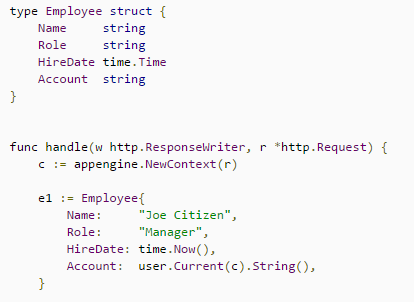 type Employee struct {
    Name     string
    Role     string
    HireDate time.Time
    Account  string
}
func handle(w http.ResponseWriter, r *http.Request) {
    c := appengine.NewContext(r)
    e1 := Employee{
        Name:     "Joe Citizen",
        Role:     "Manager",
        HireDate: time.Now(),
        Account:  user.Current(c).String(),
    }